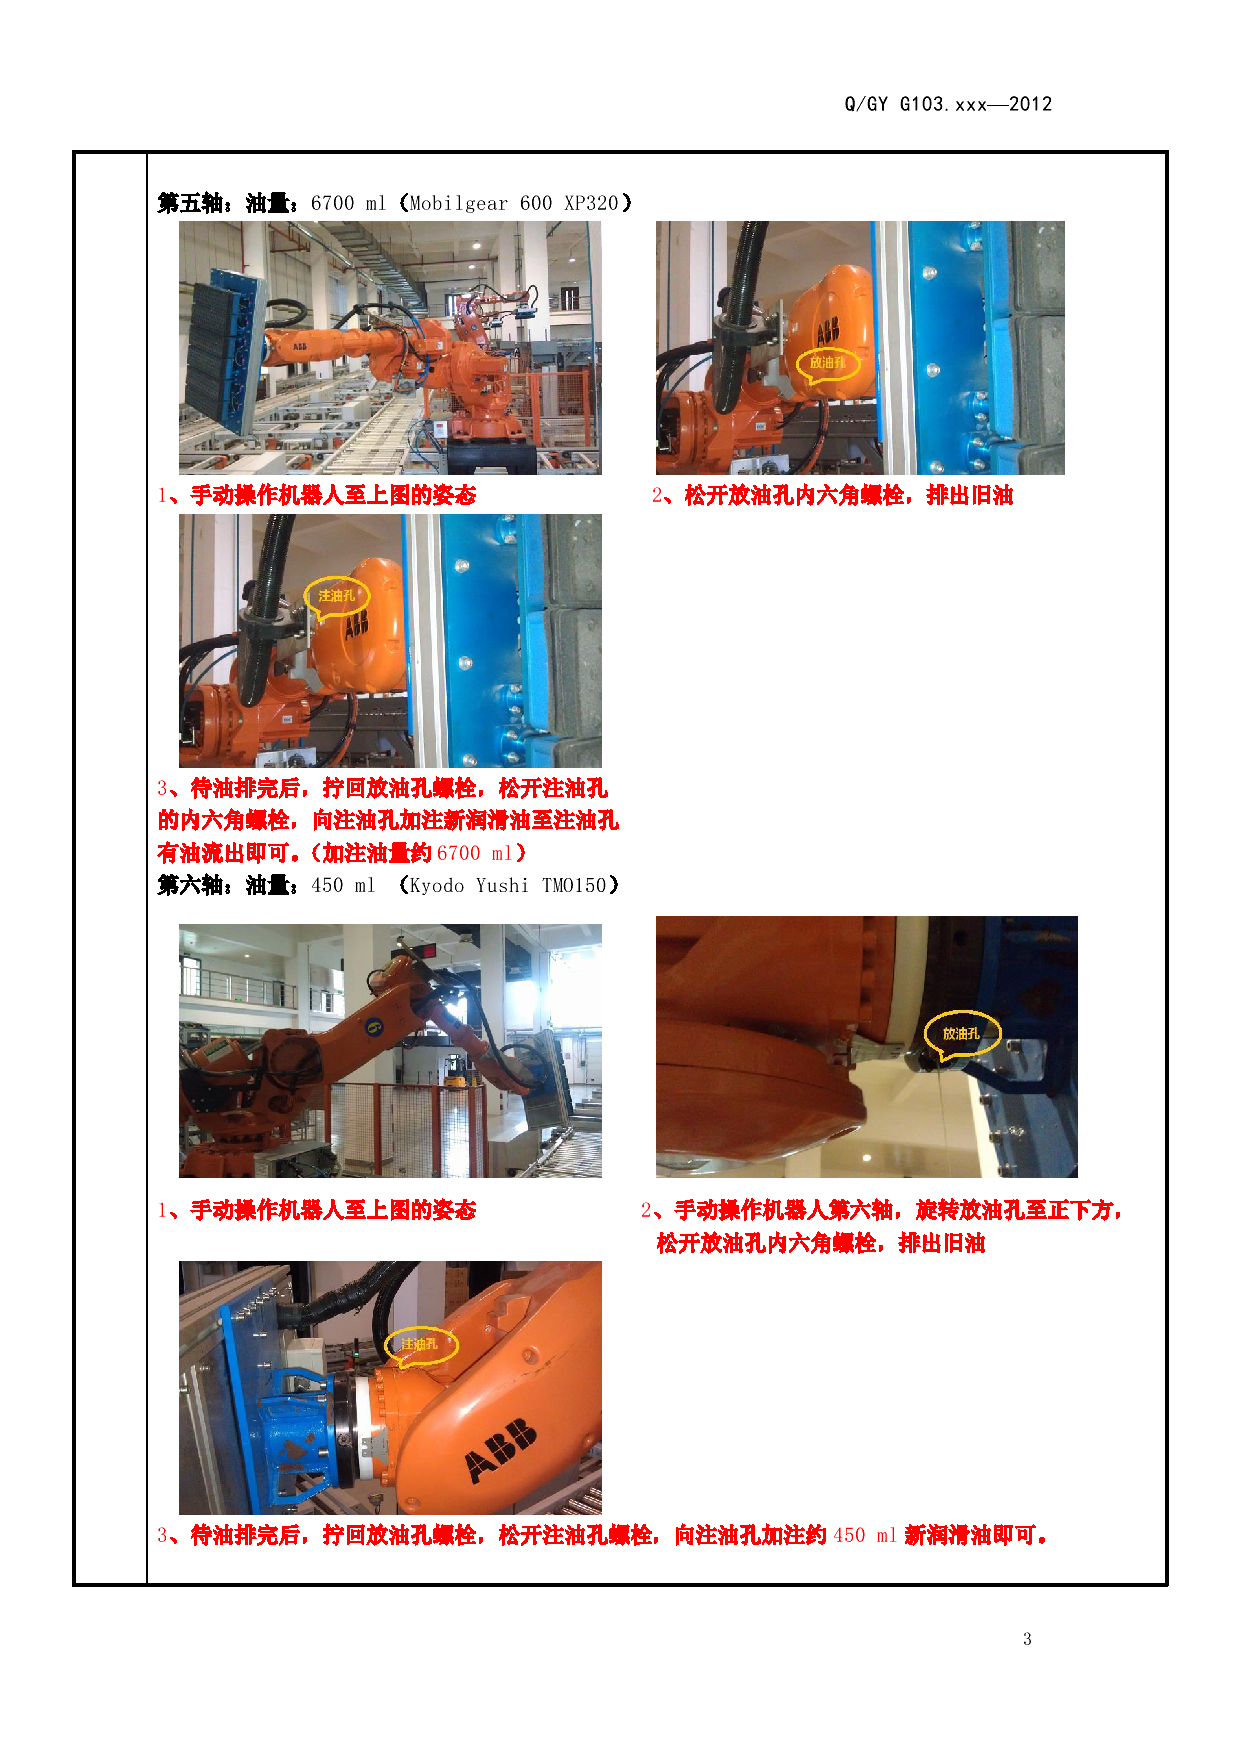 Q/GY G103.xxx—2012
第五轴：油量：6700 ml（Mobilgear 600 XP320）
ABB
ABB
放油孔
1、手动操作机器人至上图的姿态
2、松开放油孔内六角螺栓，排出旧油
注油孔
ABB
3、待油排完后，拧回放油孔螺栓，松开注油孔
的内六角螺栓，向注油孔加注新润滑油至注油孔
有油流出即可。（加注油量约 6700 ml）
第六轴：油量：450 ml （Kyodo Yushi TMO150）
6
放油孔
1、手动操作机器人至上图的姿态
2、手动操作机器人第六轴，旋转放油孔至正下方，
松开放油孔内六角螺栓，排出旧油
注油孔
ABB
3、待油排完后，拧回放油孔螺栓，松开注油孔螺栓，向注油孔加注约 450 ml 新润滑油即可。
3